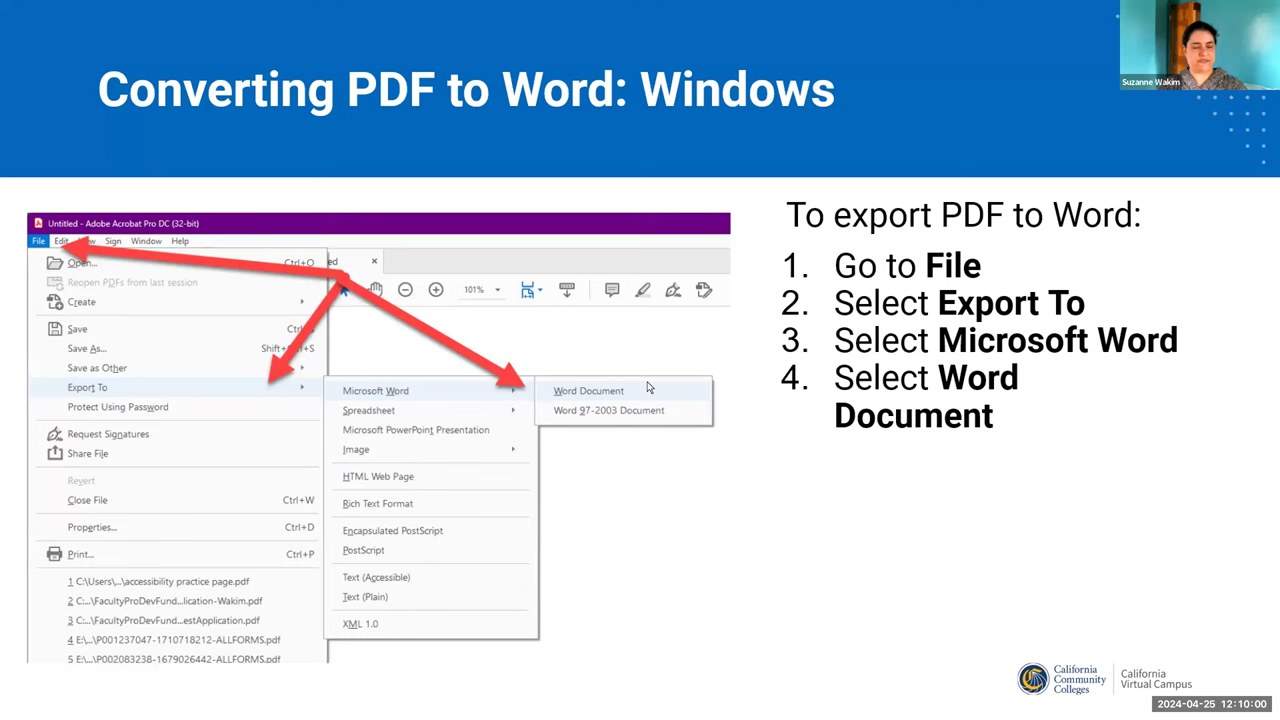 Converting PDF to Word: Windows
Suzanne Wakim
Untitled - Adobe Acrobat Pro DC (32-bit)
File Edit Sign Window Help
Open... Ctrl+O
Reopen PDFs from last session
Create
Save
Save As...
Save as Other
Export To
Protect Using Password
Request Signatures
Share File
Revert
Close File Ctrl+W
Properties... Ctrl+D
Print... Ctrl+P
1 C:\Users\...\accessibility practice page.pdf
2 C:...\FacultyProDevFund...lication-Wakim.pdf
3 C:...\FacultyProDevFund...estApplication.pdf
4 E:\...\P001237047-1710718212-ALLFORMS.pdf
5 E:\...\P002083238-1679026442-ALLFORMS.pdf
101%
Microsoft Word
Spreadsheet
Microsoft PowerPoint Presentation
Image
HTML Web Page
Rich Text Format
Encapsulated PostScript
PostScript
Text (Accessible)
Text (Plain)
XML 1.0
Word Document
Word 97-2003 Document
To export PDF to Word:
1. Go to File
2. Select Export To
3. Select Microsoft Word
4. Select Word
Document
California
Community
Colleges
California
Virtual Campus
2024-04-25 12:10:00